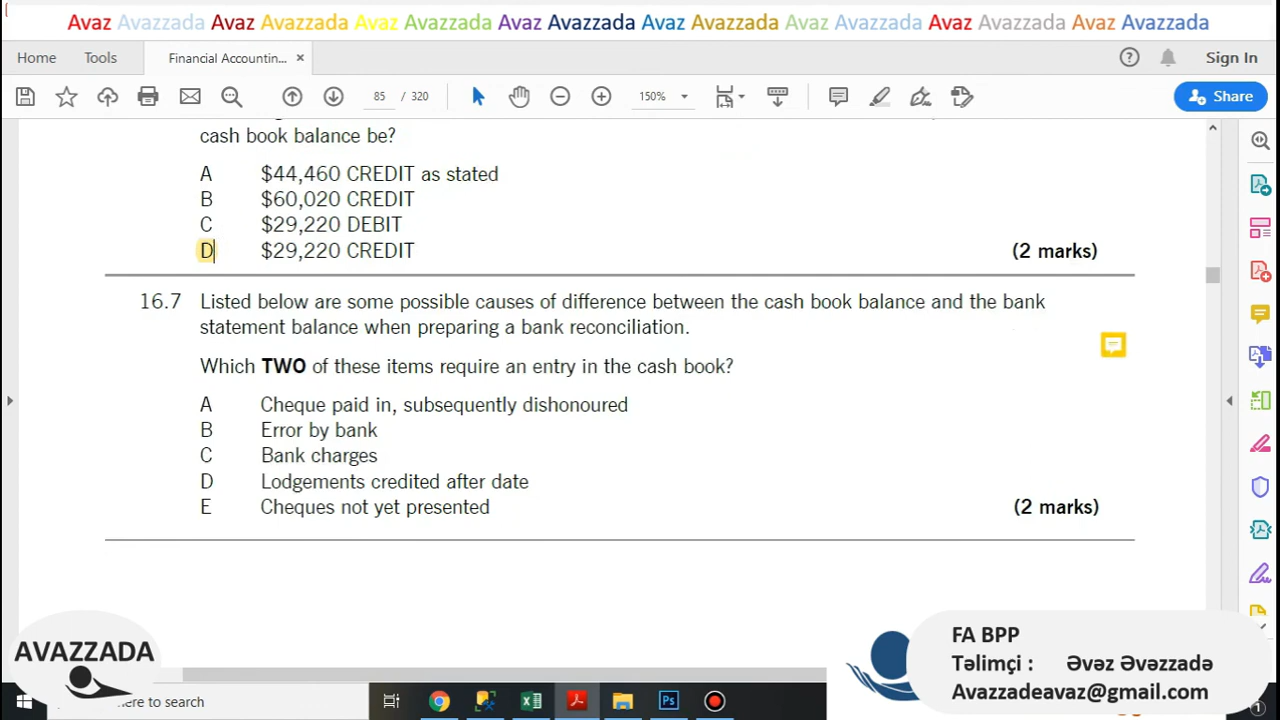 Avaz Avazzada Avaz Avazzada Avaz Avazzada Avaz Avazzada Avaz Avazzada Avaz Avazzada Avaz Avazzada Avaz Avazzada
Home Tools Financial Accountin... × Sign In
85 / 320 150% Share
cash book balance be?
A $44,460 CREDIT as stated
B $60,020 CREDIT
C $29,220 DEBIT
D $29,220 CREDIT (2 marks)
16.7 Listed below are some possible causes of difference between the cash book balance and the bank
statement balance when preparing a bank reconciliation.
Which TWO of these items require an entry in the cash book?
A Cheque paid in, subsequently dishonoured
B Error by bank
C Bank charges
D Lodgements credited after date
E Cheques not yet presented (2 marks)
AVAZZADA
FA BPP
Təlimçi : Əvəz Əvəzzadə
Avazzadeavaz@gmail.com
here to search
Ps
1